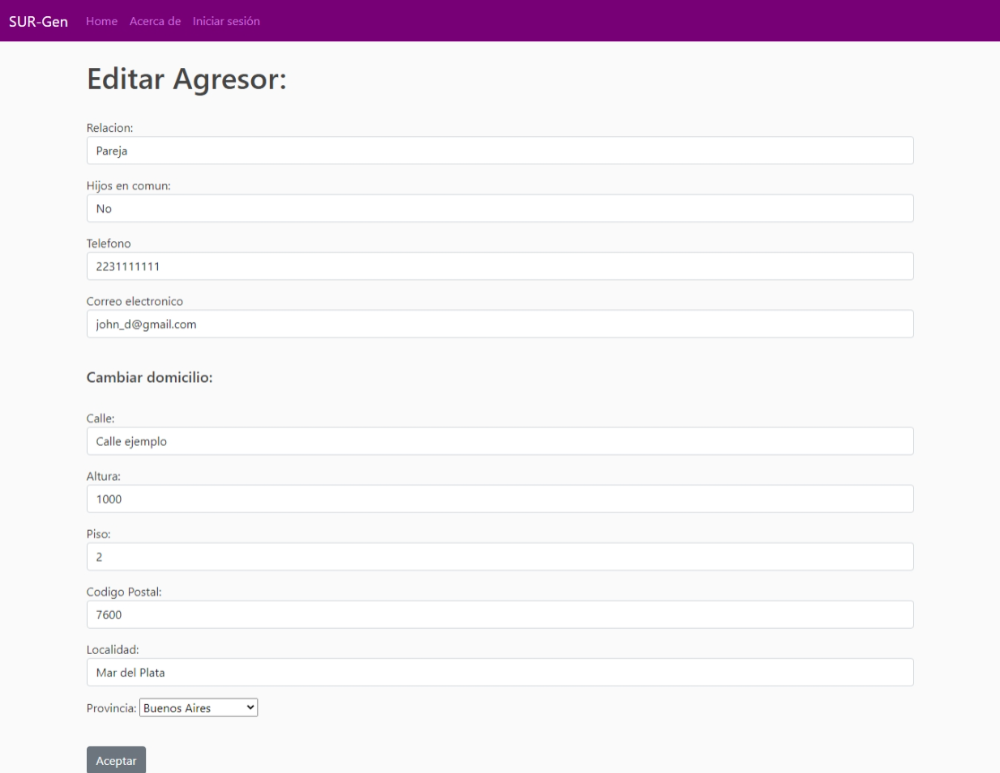 SUR-Gen Home Acerca de Iniciar sesión
Editar Agresor:
Relacion:
Pareja
Hijos en comun:
No
Telefono
2231111111
Correo electronico
john_d@gmail.com
Cambiar domicilio:
Calle:
Calle ejemplo
Altura:
1000
Piso:
2
Codigo Postal:
7600
Localidad:
Mar del Plata
Provincia: Buenos Aires
Aceptar